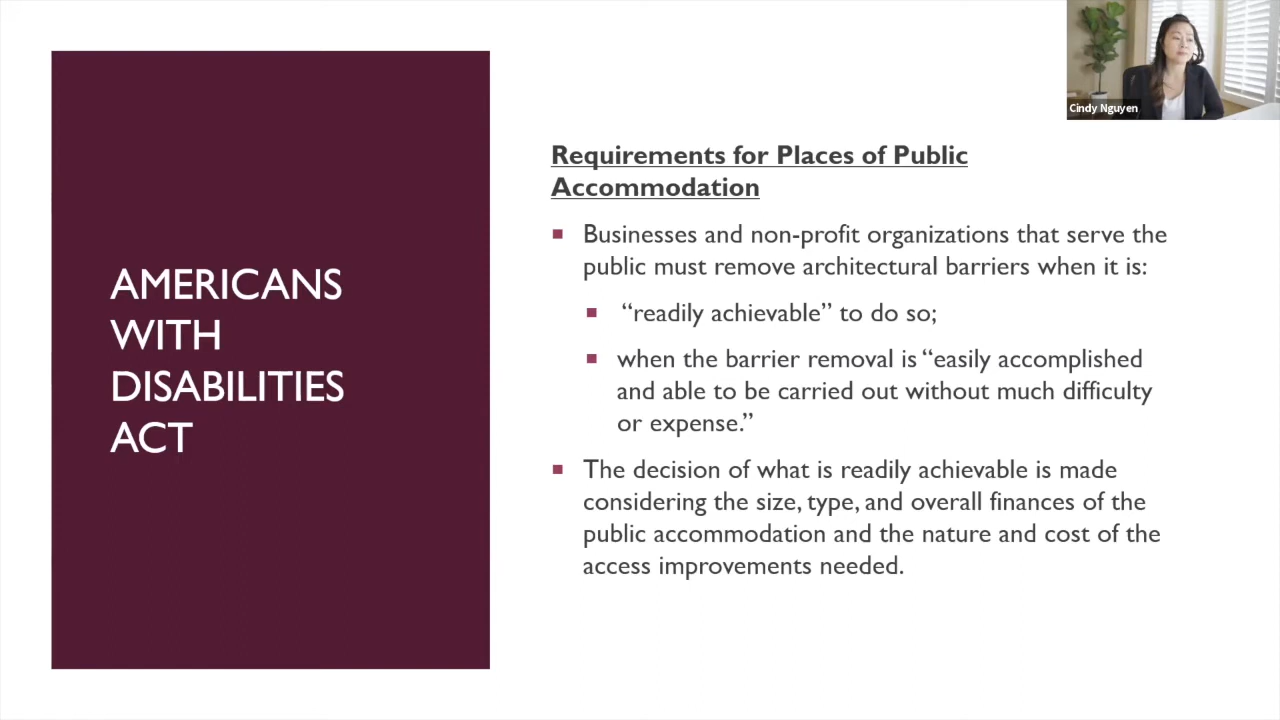 Cindy Nguyen
AMERICANS
WITH
DISABILITIES
ACT
Requirements for Places of Public
Accommodation
Businesses and non-profit organizations that serve the
public must remove architectural barriers when it is:
“readily achievable” to do so;
when the barrier removal is “easily accomplished
and able to be carried out without much difficulty
or expense.”
The decision of what is readily achievable is made
considering the size, type, and overall finances of the
public accommodation and the nature and cost of the
access improvements needed.